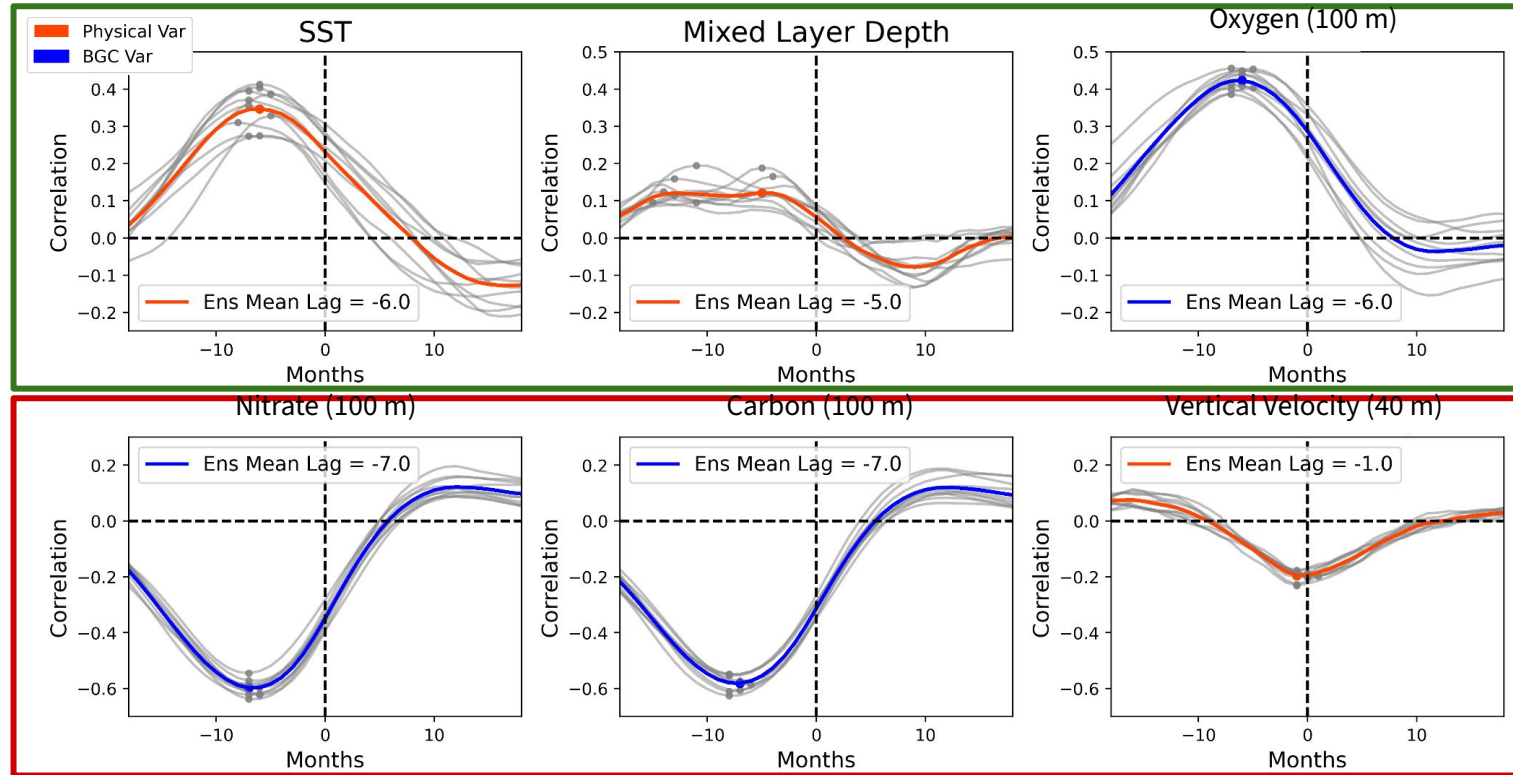 Physical Var
BGC Var
SST
0.4
0.3
0.2
0.1
0.0
−0.1
−0.2
Correlation
Ens Mean Lag = -6.0
−10
0
10
Months
Mixed Layer Depth
0.5
0.4
0.3
0.2
0.1
0.0
−0.1
−0.2
Correlation
Ens Mean Lag = -5.0
−10
0
10
Months
Oxygen (100 m)
0.5
0.4
0.3
0.2
0.1
0.0
−0.1
−0.2
Correlation
Ens Mean Lag = -6.0
−10
0
10
Months
Nitrate (100 m)
Ens Mean Lag = -7.0
0.2
0.0
−0.2
−0.4
−0.6
Correlation
−10
0
10
Months
Carbon (100 m)
Ens Mean Lag = -7.0
0.2
0.0
−0.2
−0.4
−0.6
Correlation
−10
0
10
Months
Vertical Velocity (40 m)
Ens Mean Lag = -1.0
0.2
0.0
−0.2
−0.4
−0.6
Correlation
−10
0
10
Months